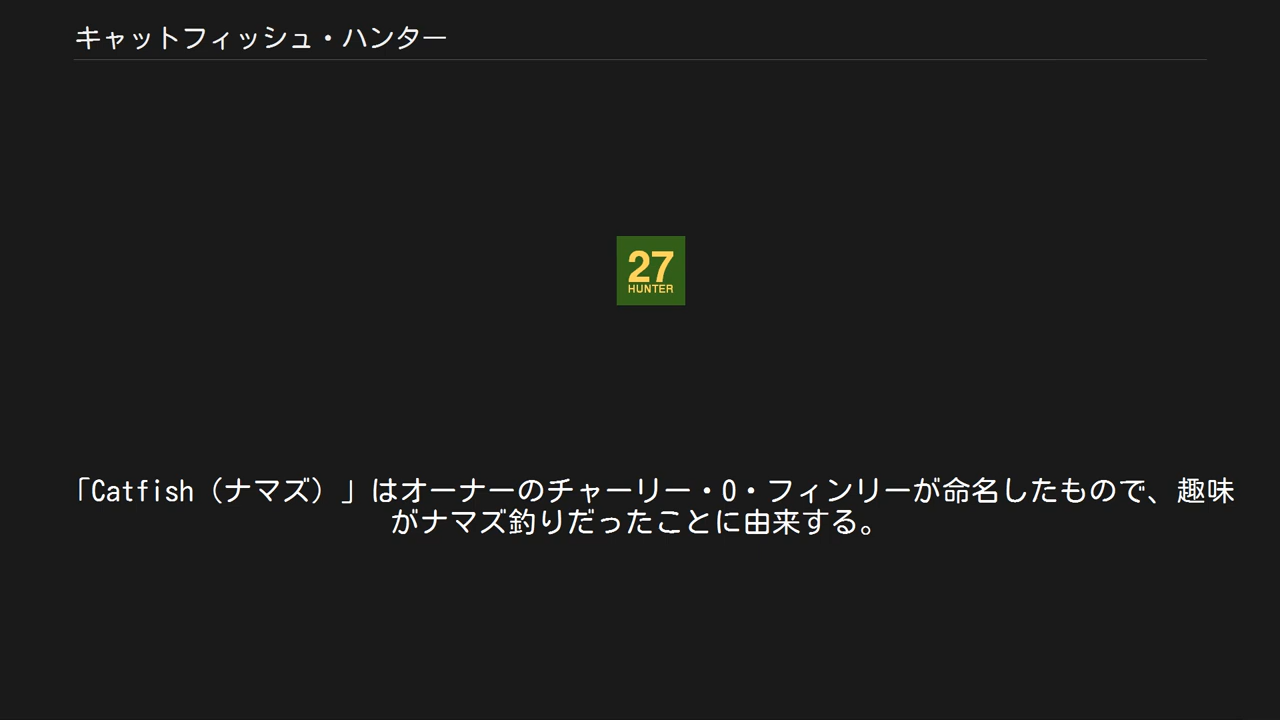 キャットフィッシュ・ハンター
27
HUNTER
「Catfish（ナマズ）」はオーナーのチャーリー・O・フィンリーが命名したもので、趣味
がナマズ釣りだったことに由来する。